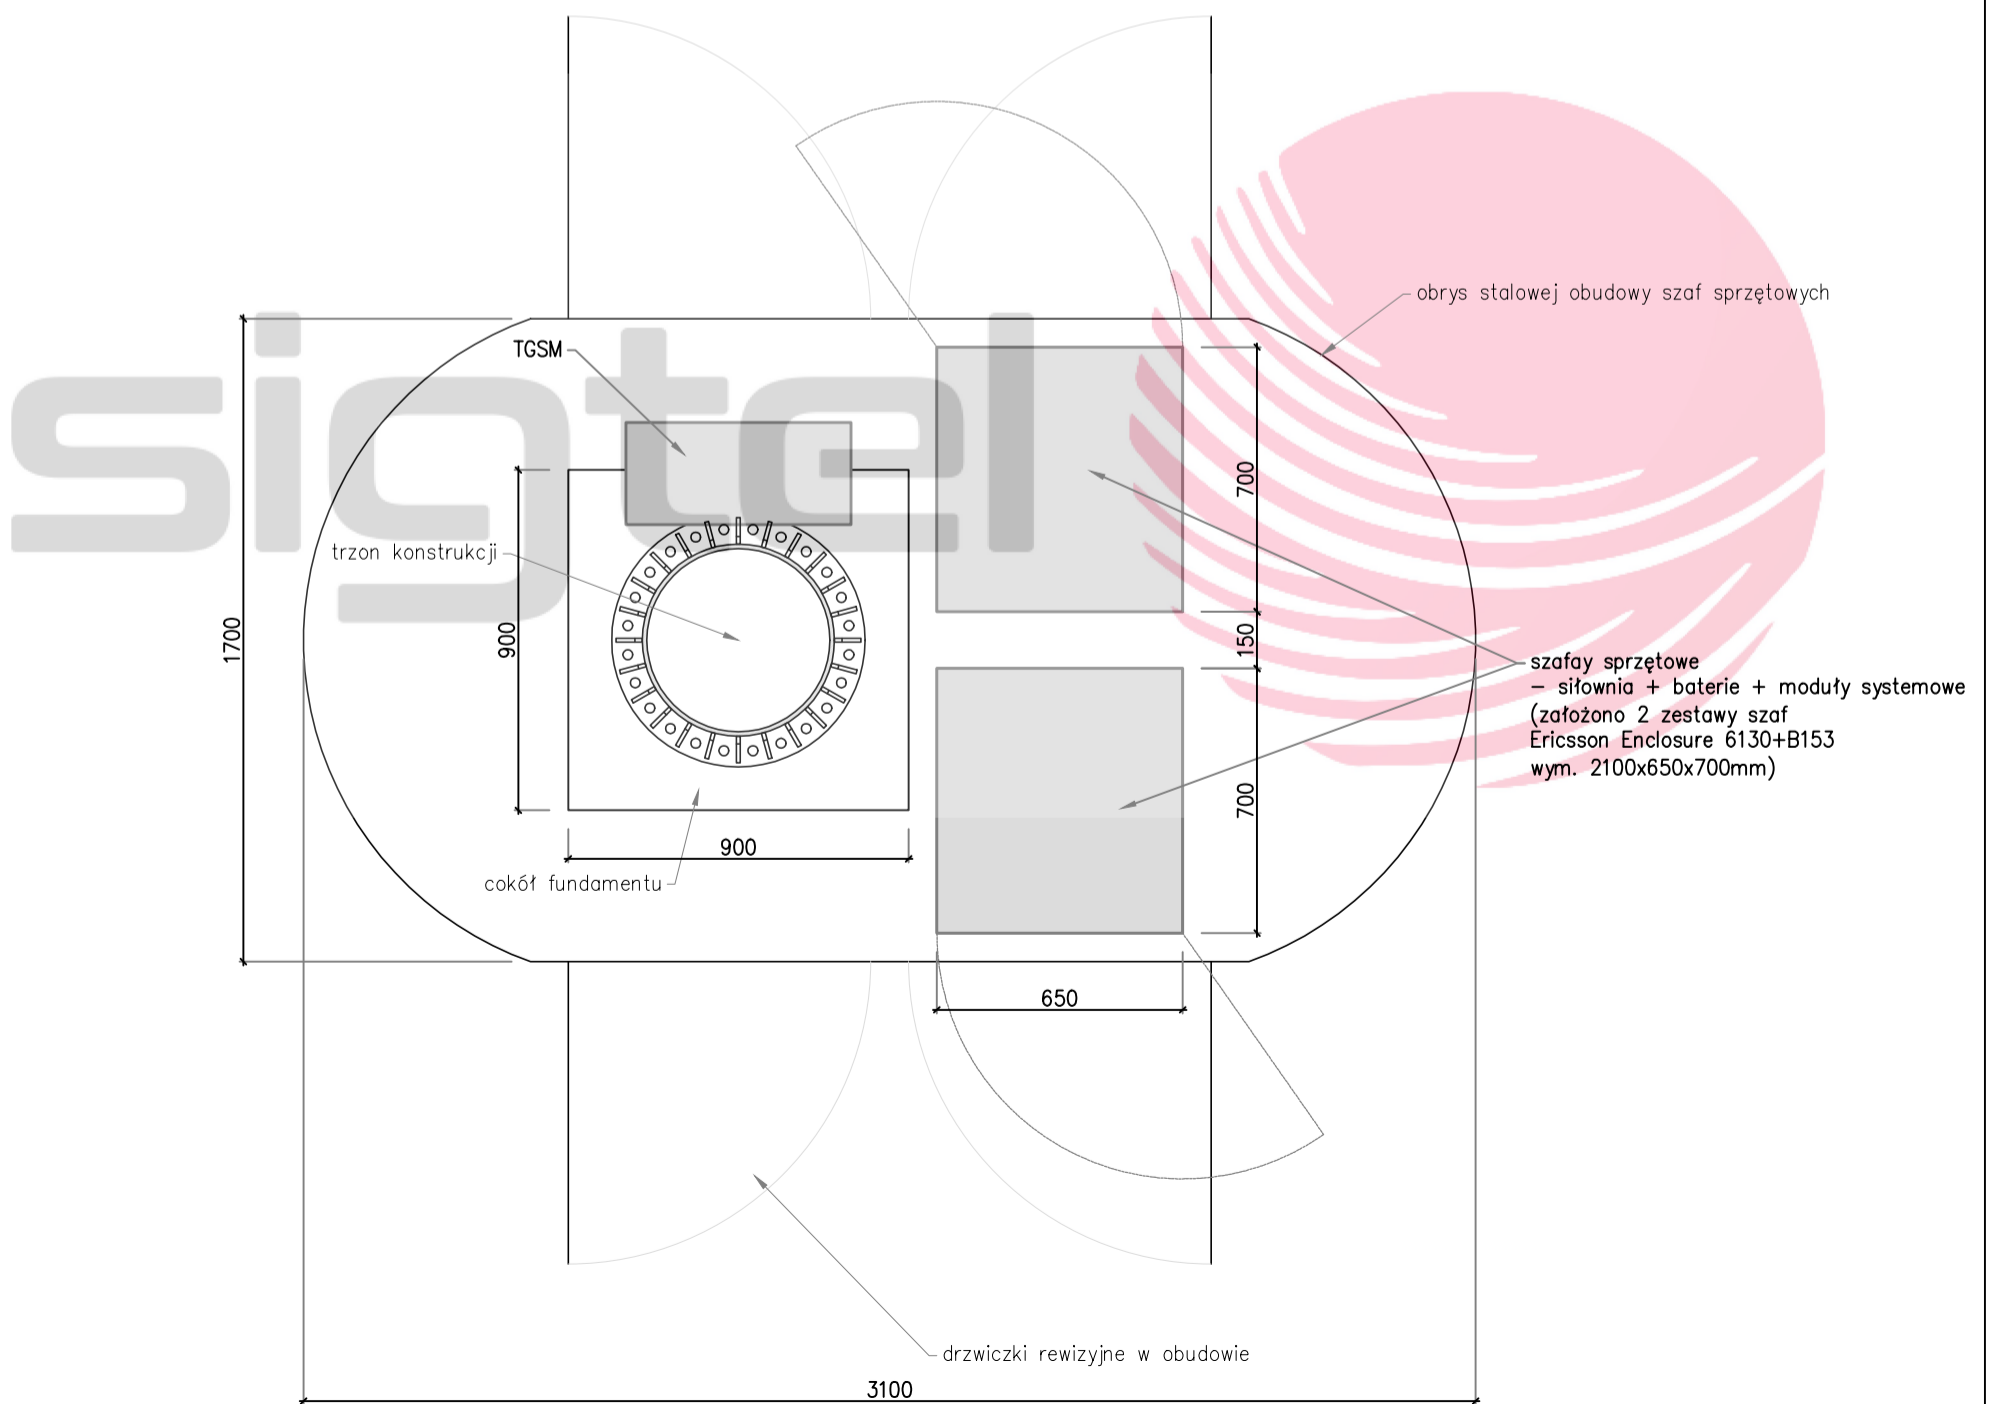 obrys stalowej obudowy szaf sprzętowych
TGSM
sigtel
700
trzon konstrukcji
1700
900
150
szafay sprzętowe
– siłownia + baterie + moduły systemowe
(założono 2 zestawy szaf
Ericsson Enclosure 6130+B153
wym. 2100x650x700mm)
700
900
cokół fundamentu
650
drzwiczki rewizyjne w obudowie
3100